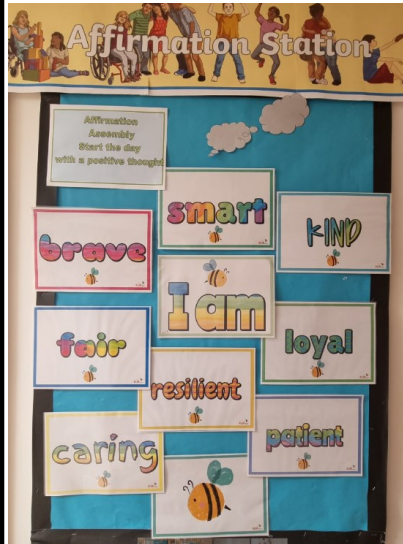 Affirmation Station
Affirmation
Assembly
Start the day
with a positive thought
smart
KIND
brave
I am
fair
loyal
resilient
caring
patient